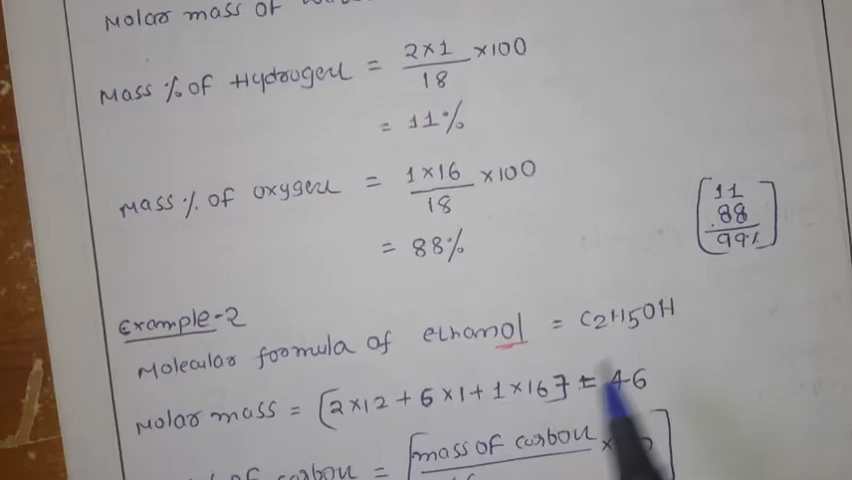 Molar mass of
Mass % of Hydrogen = 2×1/18 ×100
= 11%
Mass % of oxygen = 1×16/18 ×100
= 88%
[11
88
99%]
Example-2
Molecular formula of ethanol = C2H5OH
Molar mass = [2×12 + 6×1 + 1×16] = 46
of carbon = [mass of carbon ×